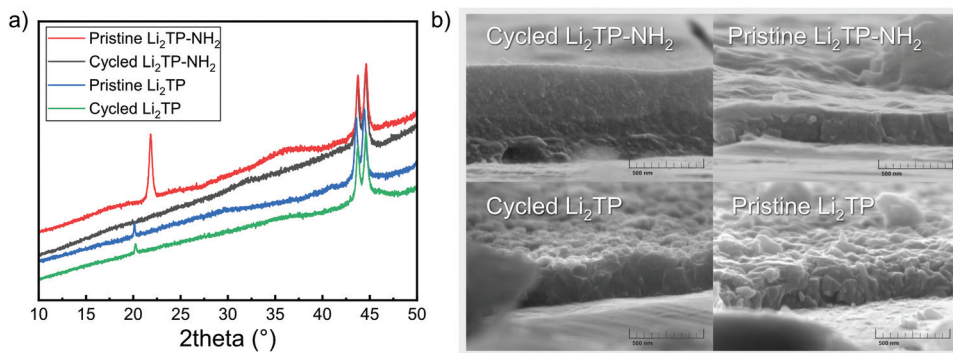 a)
Pristine Li₂TP-NH₂
Cycled Li₂TP-NH₂
Pristine Li₂TP
Cycled Li₂TP
10 15 20 25 30 35 40 45 50
2theta (°)
b)
Cycled Li₂TP-NH₂
Pristine Li₂TP-NH₂
500 nm
500 nm
Cycled Li₂TP
Pristine Li₂TP
500 nm
500 nm